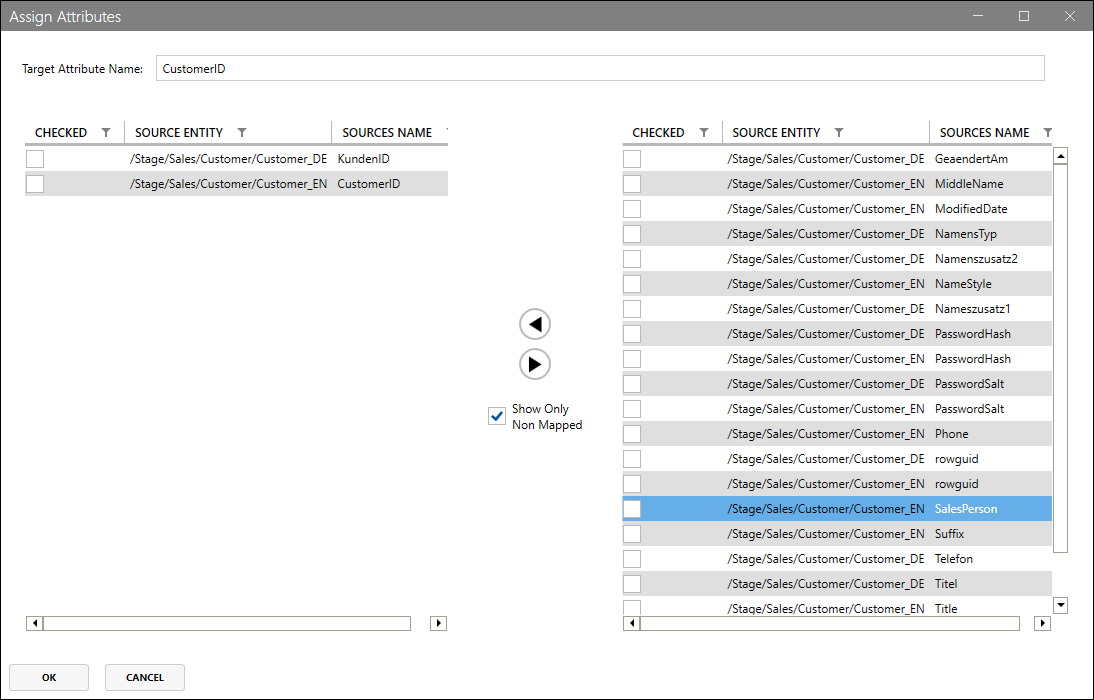 Assign Attributes
Target Attribute Name: CustomerID
CHECKED SOURCE ENTITY SOURCES NAME
/Stage/Sales/Customer/Customer_DE KundenID
/Stage/Sales/Customer/Customer_EN CustomerID
Show Only
Non Mapped
CHECKED SOURCE ENTITY SOURCES NAME
/Stage/Sales/Customer/Customer_DE GeaendertAm
/Stage/Sales/Customer/Customer_EN MiddleName
/Stage/Sales/Customer/Customer_EN ModifiedDate
/Stage/Sales/Customer/Customer_DE NamensTyp
/Stage/Sales/Customer/Customer_DE Namenszusatz2
/Stage/Sales/Customer/Customer_EN NameStyle
/Stage/Sales/Customer/Customer_DE Nameszusatz1
/Stage/Sales/Customer/Customer_DE PasswordHash
/Stage/Sales/Customer/Customer_EN PasswordHash
/Stage/Sales/Customer/Customer_DE PasswordSalt
/Stage/Sales/Customer/Customer_EN PasswordSalt
/Stage/Sales/Customer/Customer_EN Phone
/Stage/Sales/Customer/Customer_DE rowguid
/Stage/Sales/Customer/Customer_EN rowguid
/Stage/Sales/Customer/Customer_EN SalesPerson
/Stage/Sales/Customer/Customer_EN Suffix
/Stage/Sales/Customer/Customer_DE Telefon
/Stage/Sales/Customer/Customer_DE Titel
/Stage/Sales/Customer/Customer_EN Title
OK CANCEL